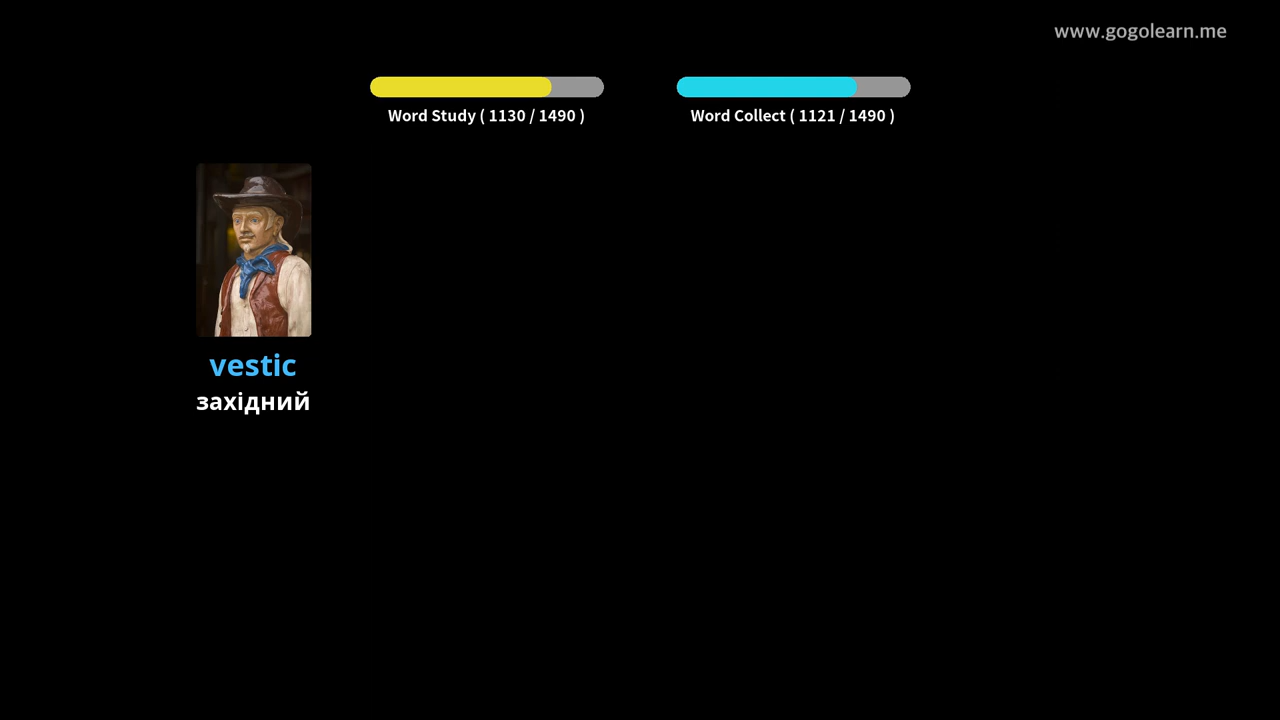 www.gogolearn.me
Word Study ( 1130 / 1490 )
Word Collect ( 1121 / 1490 )
vestic
західний